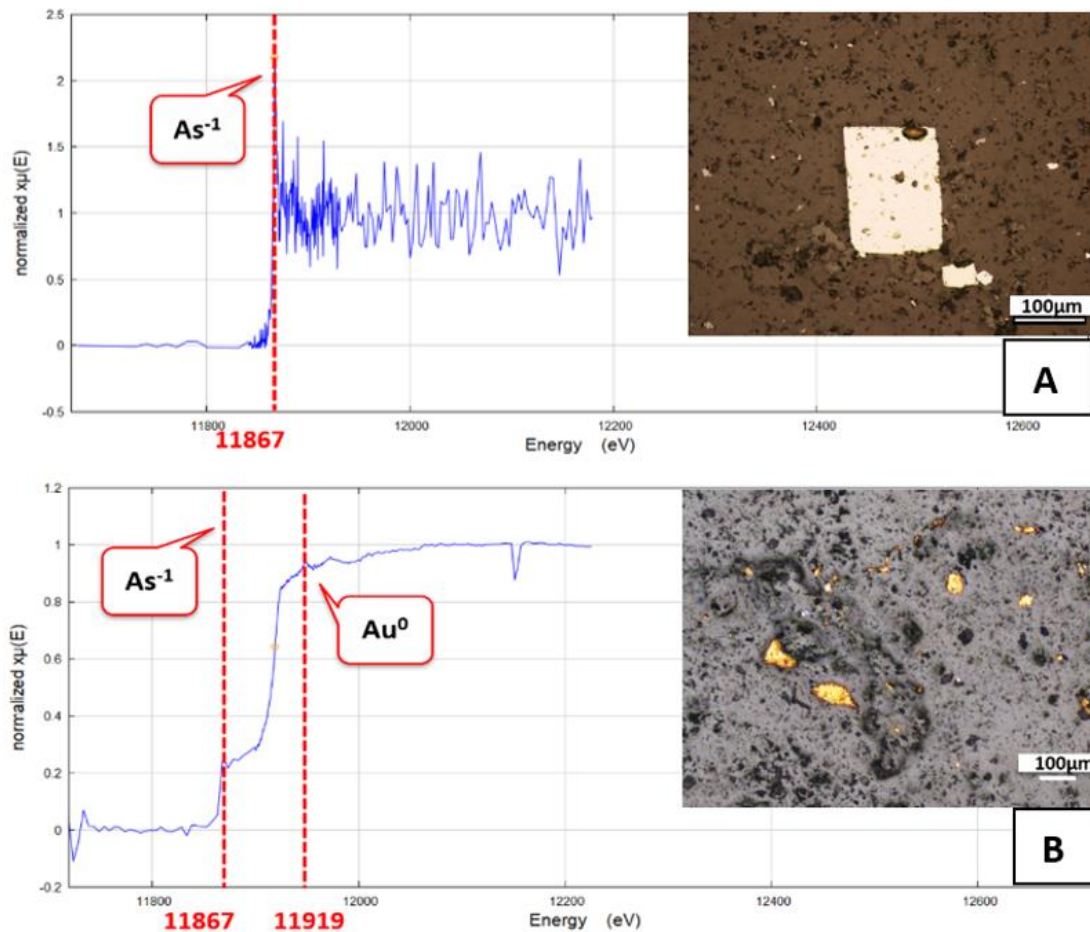 2.5
2
1.5
1
0.5
0
-0.5
normalized xμ(E)
As-1
11800
12000
12200
12400
12600
11867
Energy (eV)
100μm
A
1.2
1
0.8
0.6
0.4
0.2
0
-0.2
normalized xμ(E)
As-1
Au0
11800
12000
12200
12400
12600
11867
11919
Energy (eV)
100μm
B